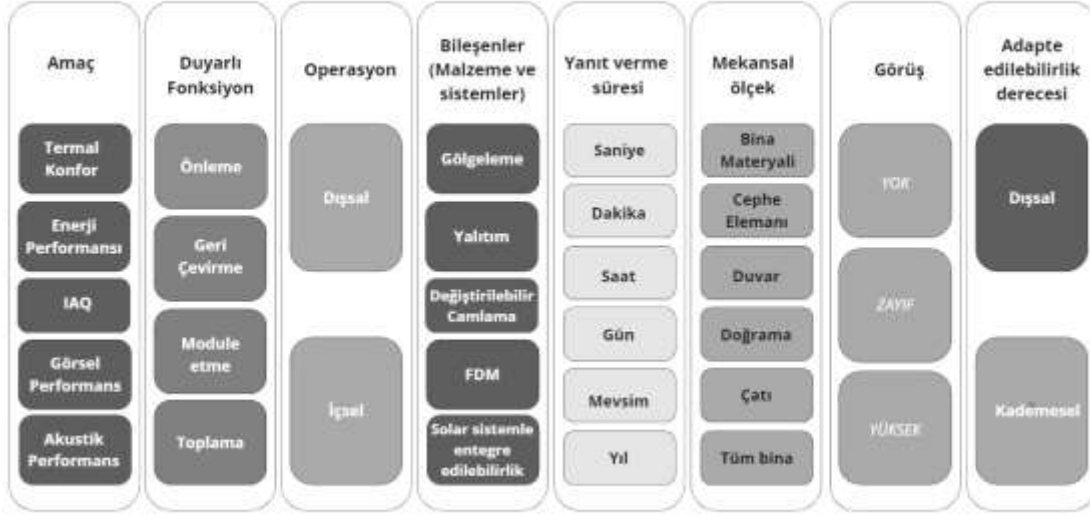 Amaç
Termal
Konfor
Enerji
Performansı
IAQ
Görsel
Performans
Akustik
Performans
Duyarlı
Fonksiyon
Önleme
Geri
Çevirme
Module
etme
Toplama
Operasyon
Dışsal
İçsel
Bileşenler
(Malzeme ve
sistemler)
Gölgeleme
Yalıtım
Değiştirilebilir
Camlama
FDM
Solar sistemle
entegre
edilebilirlik
Yanıt verme
süresi
Saniye
Dakika
Saat
Gün
Mevsim
Yıl
Mekansal
ölçek
Bina
Materyali
Cephe
Elemanı
Duvar
Doğrama
Çatı
Tüm bina
Görüş
YOK
ZAYIF
YÜKSEK
Adapte
edilebilirlik
derecesi
Dışsal
Kademesel